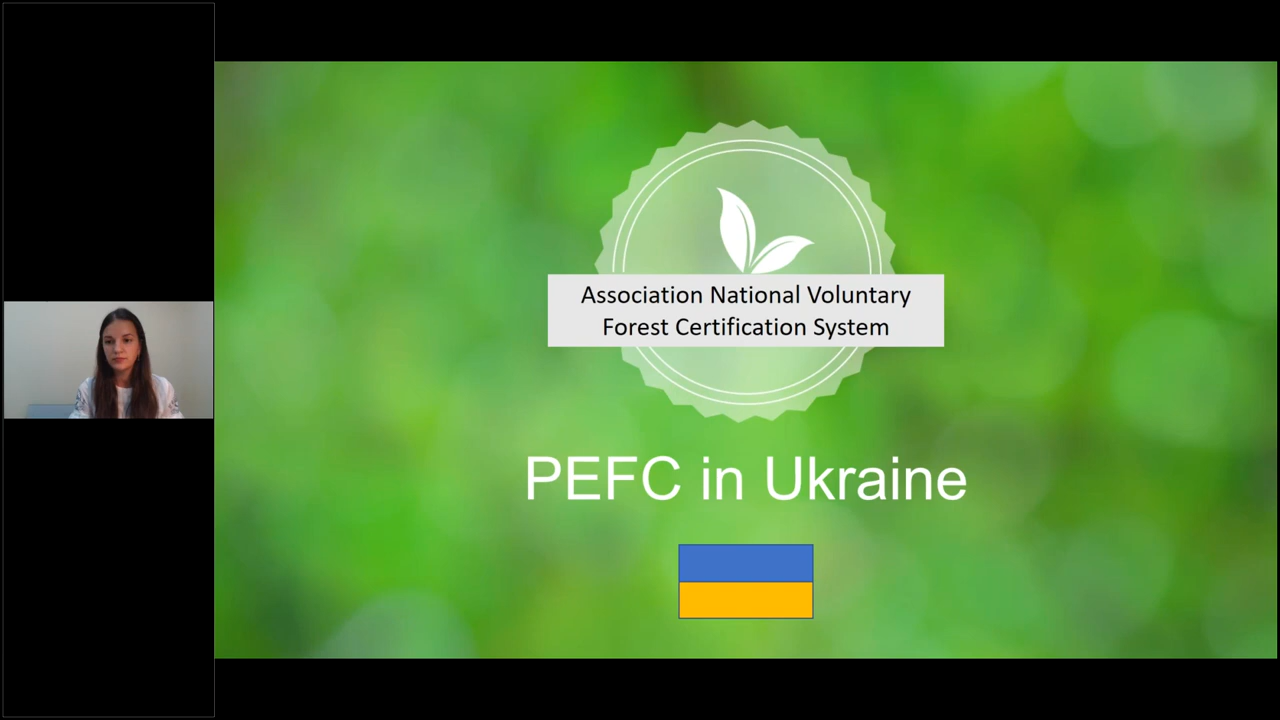 Association National Voluntary
Forest Certification System
PEFC in Ukraine